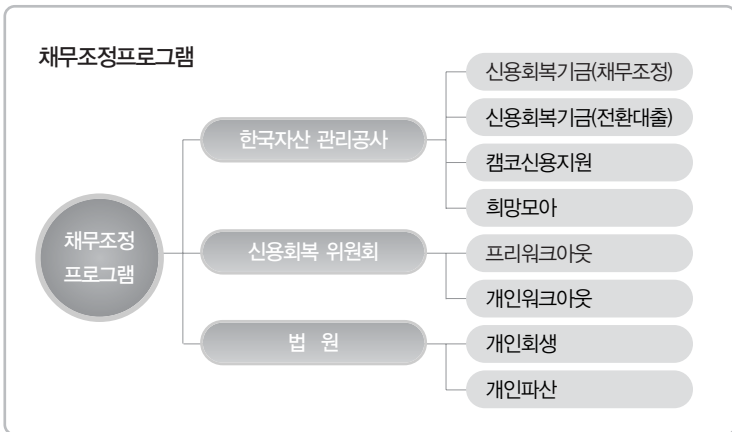 채무조정프로그램
채무조정
프로그램
한국자산 관리공사
신용회복기금(채무조정)
신용회복기금(전환대출)
캠코신용지원
희망모아
신용회복 위원회
프리워크아웃
개인워크아웃
법 원
개인회생
개인파산